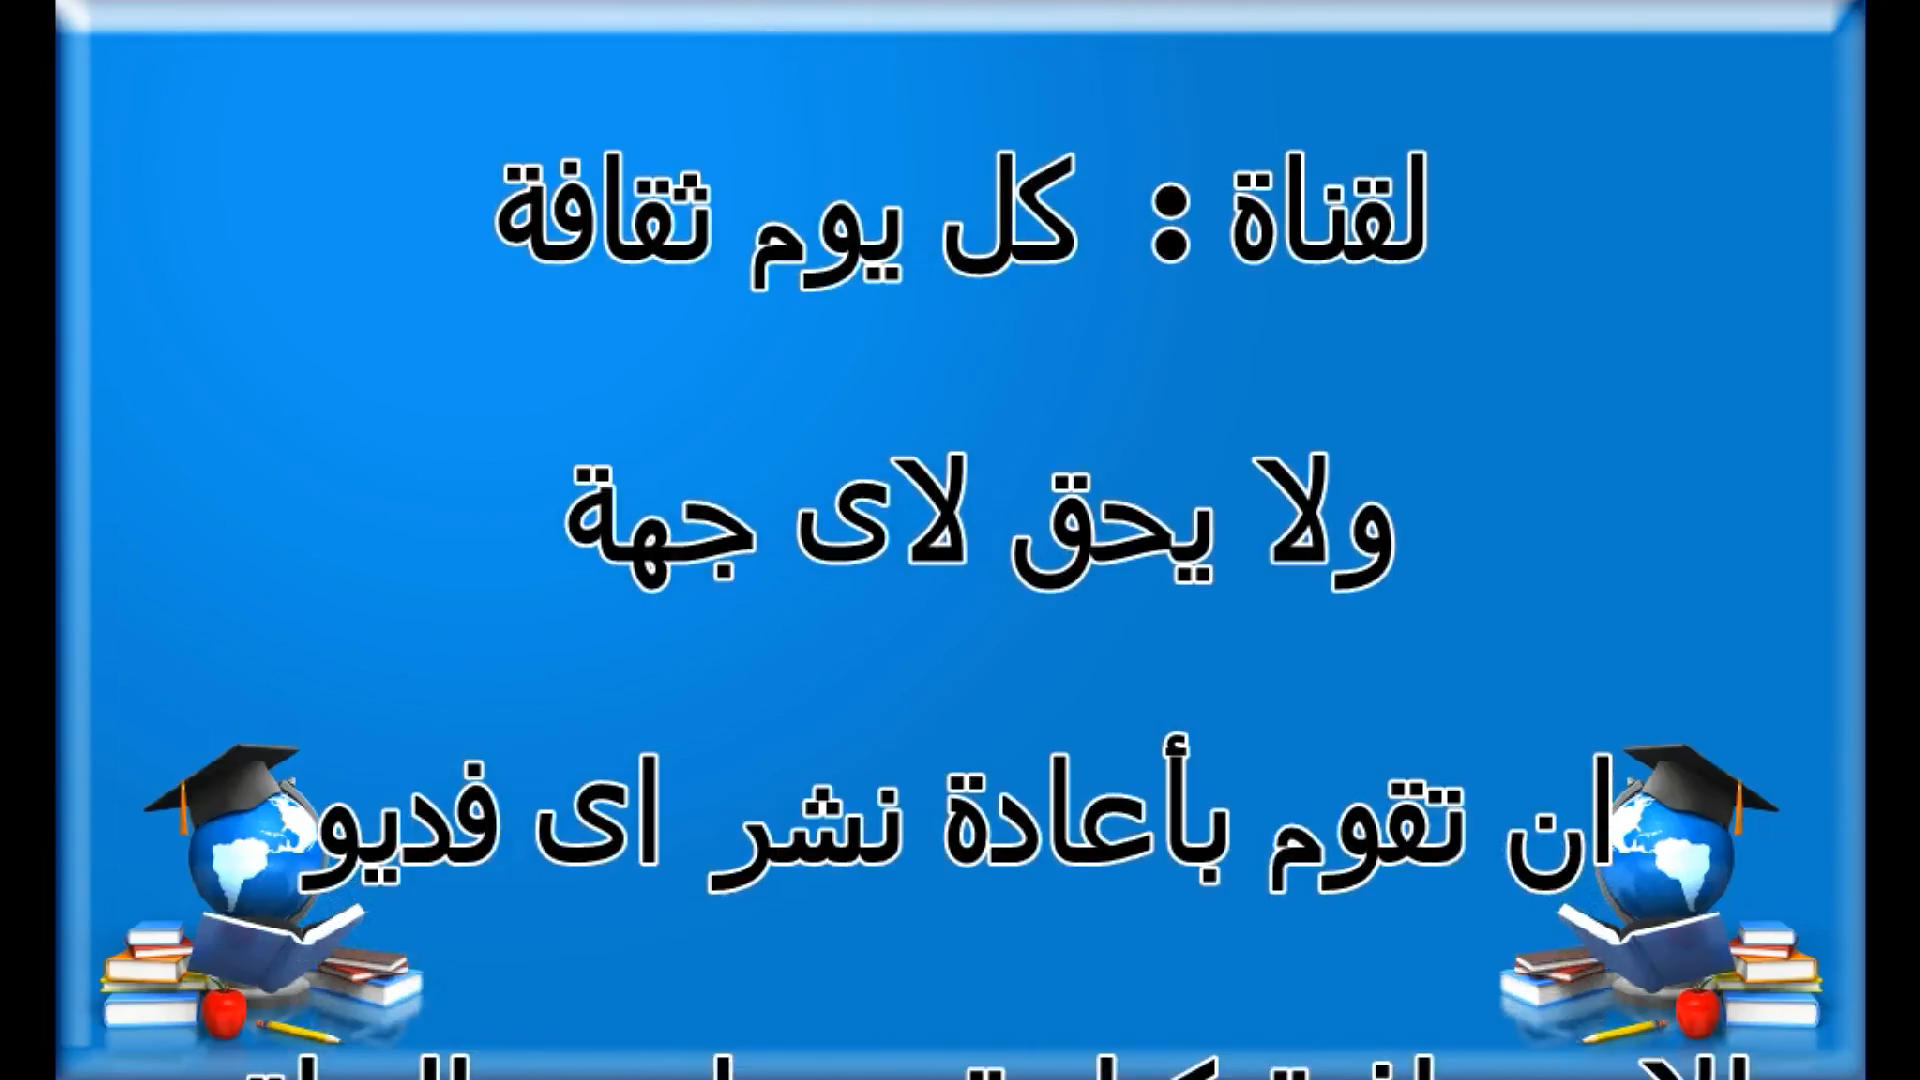 لقناة : كل يوم ثقافة
ولا يحق لاى جهة
ان تقوم بأعادة نشر اى فديو